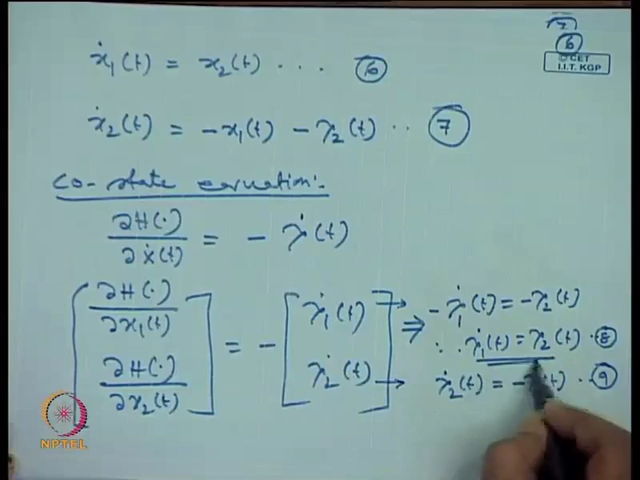 7
6
© CET
I.I.T. KGP
ẋ₁(t) = x₂(t) ... 6
ẋ₂(t) = -x₁(t) - λ₂(t) .. 7
Co-state equation:-
∂H(·)/∂ẋ(t) = - λ̇(t)
[∂H(·)/∂x₁(t) ∂H(·)/∂x₂(t)] = - [λ̇₁(t) λ̇₂(t)] ⇒ -λ̇₁(t) = -λ₂(t)
∴ λ̇₁(t) = λ₂(t) . 8
λ̇₂(t) = - (t) .. 9
NPTEL